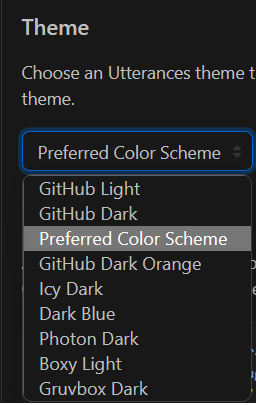 Theme
Choose an Utterances theme t
theme.
Preferred Color Scheme
GitHub Light
GitHub Dark
Preferred Color Scheme
GitHub Dark Orange
Icy Dark
Dark Blue
Photon Dark
Boxy Light
Gruvbox Dark